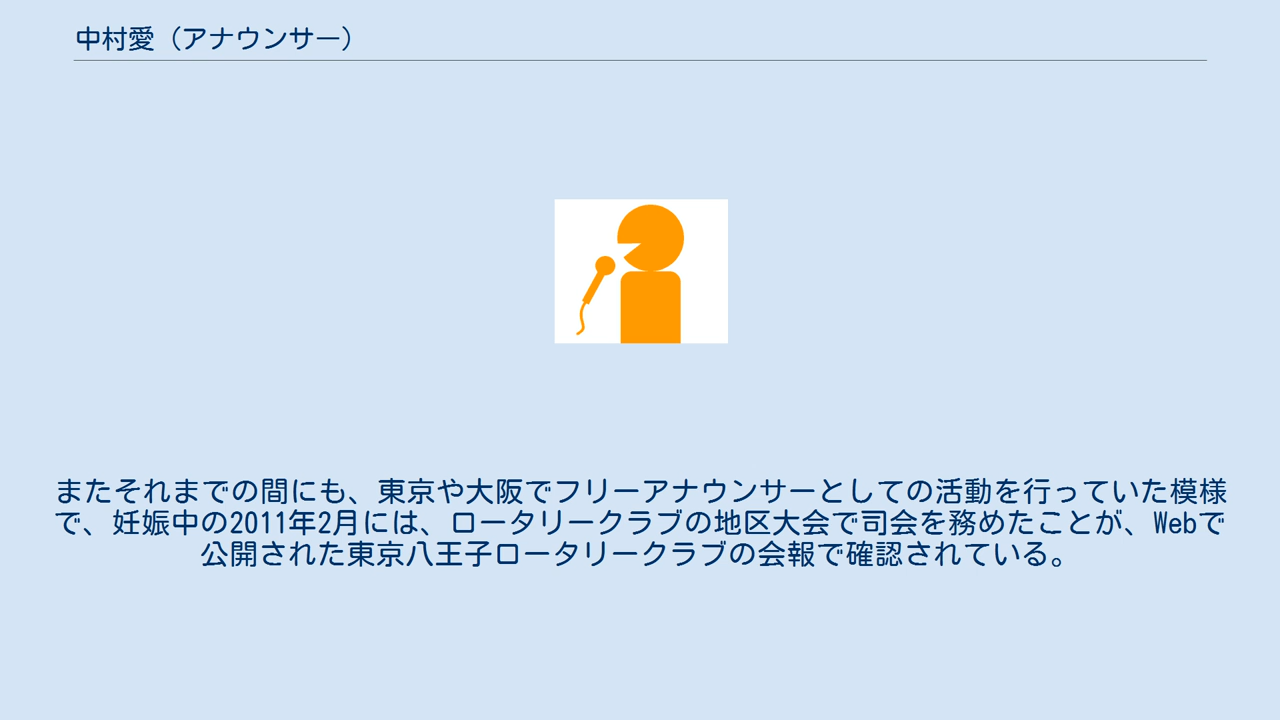 中村愛（アナウンサー）
またそれまでの間にも、東京や大阪でフリーアナウンサーとしての活動を行っていた模様
で、妊娠中の2011年2月には、ロータリークラブの地区大会で司会を務めたことが、Webで
公開された東京八王子ロータリークラブの会報で確認されている。